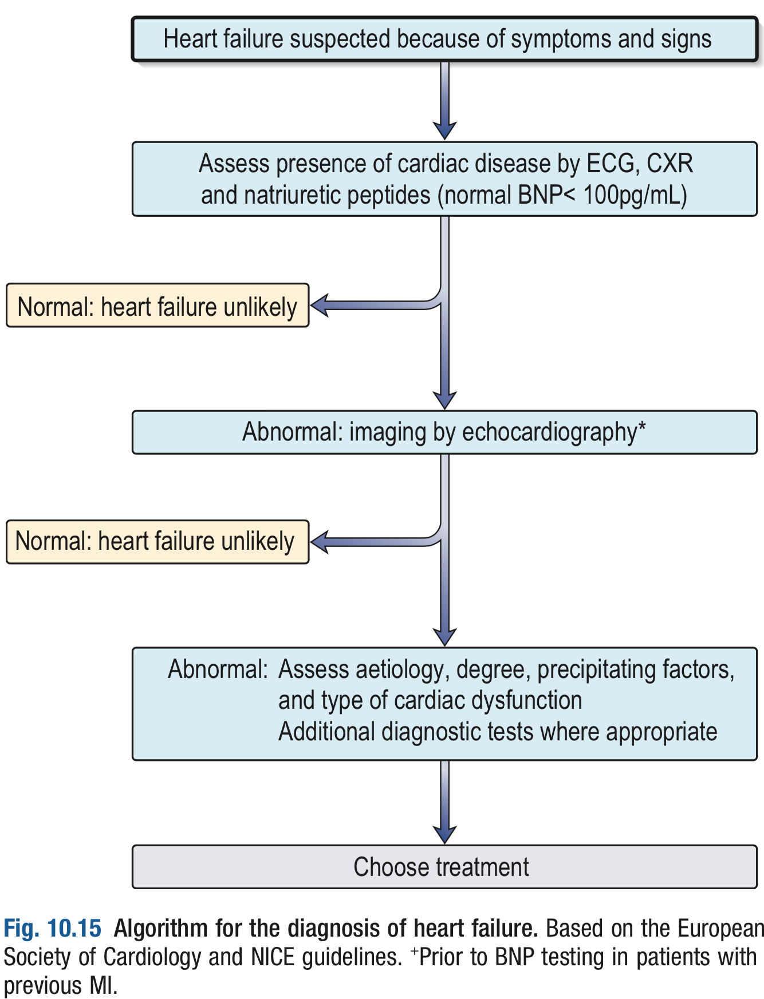 Heart failure suspected because of symptoms and signs
Assess presence of cardiac disease by ECG, CXR
and natriuretic peptides (normal BNP< 100pg/mL)
Normal: heart failure unlikely
Abnormal: imaging by echocardiography*
Normal: heart failure unlikely
Abnormal: Assess aetiology, degree, precipitating factors,
and type of cardiac dysfunction
Additional diagnostic tests where appropriate
Choose treatment
Fig. 10.15 Algorithm for the diagnosis of heart failure. Based on the European
Society of Cardiology and NICE guidelines. ⁺Prior to BNP testing in patients with
previous MI.